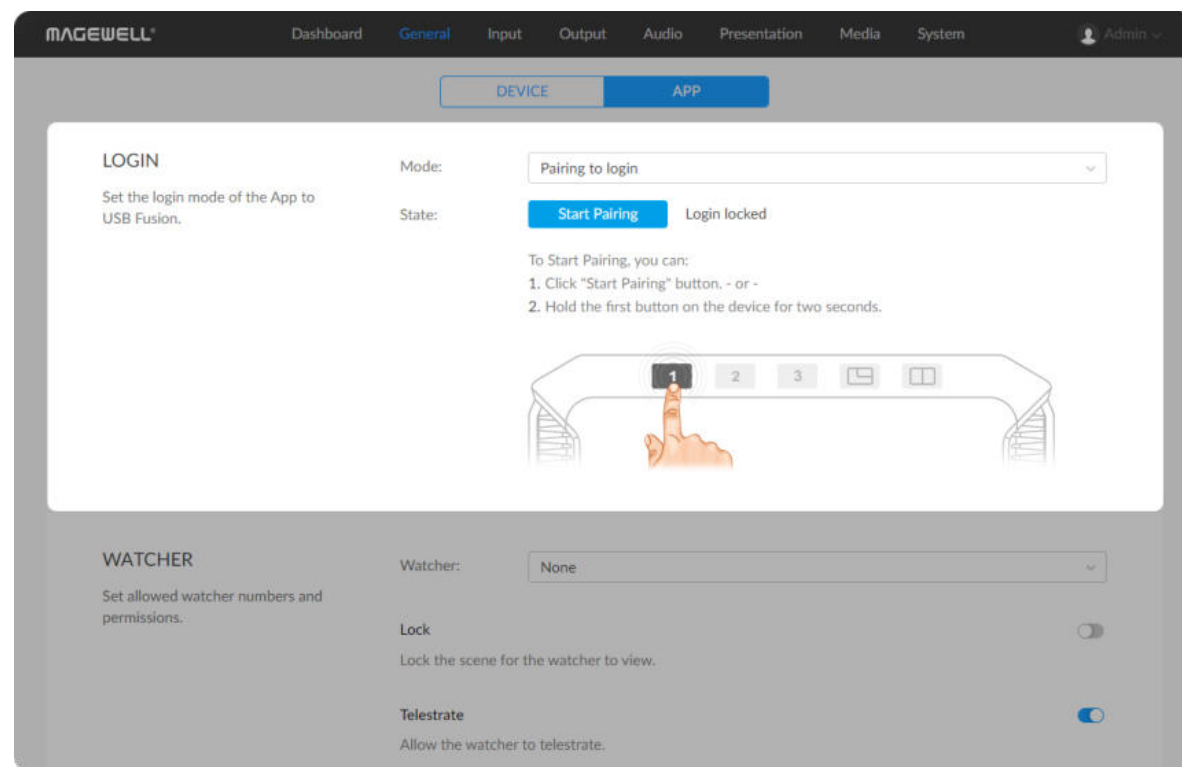 MAGEWELL®
Dashboard General Input Output Audio Presentation Media System Admin
DEVICE APP
LOGIN
Set the login mode of the App to
USB Fusion.
Mode: Pairing to login
State: Start Pairing Login locked
To Start Pairing, you can:
1. Click "Start Pairing" button. - or -
2. Hold the first button on the device for two seconds.
1 2 3
WATCHER
Set allowed watcher numbers and
permissions.
Watcher: None
Lock
Lock the scene for the watcher to view.
Telestrate
Allow the watcher to telestrate.